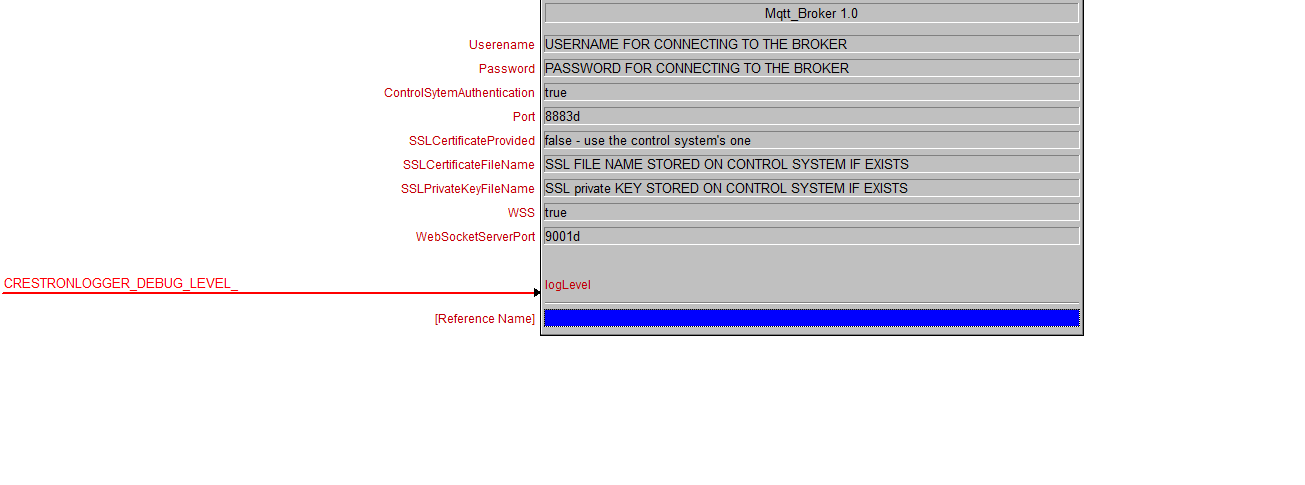 Mqtt_Broker 1.0
Userename USERNAME FOR CONNECTING TO THE BROKER
Password PASSWORD FOR CONNECTING TO THE BROKER
ControlSytemAuthentication true
Port 8883d
SSLCertificateProvided false - use the control system's one
SSLCertificateFileName SSL FILE NAME STORED ON CONTROL SYSTEM IF EXISTS
SSLPrivateKeyFileName SSL private KEY STORED ON CONTROL SYSTEM IF EXISTS
WSS true
WebSocketServerPort 9001d
CRESTRONLOGGER_DEBUG_LEVEL_ logLevel
[Reference Name]